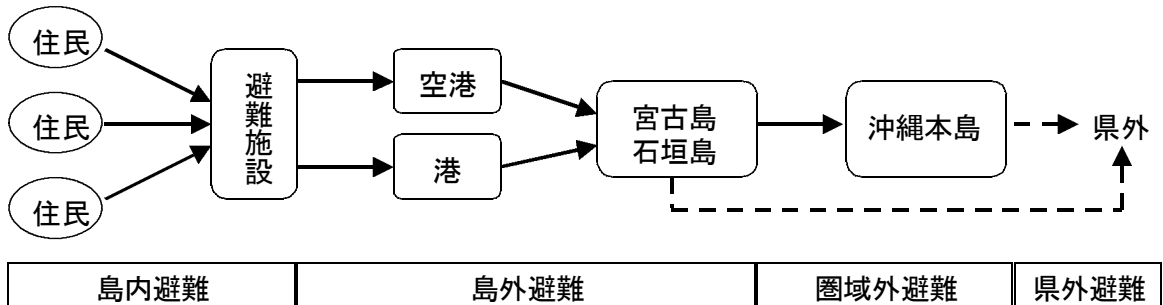 住民
住民
住民
避難施設
空港
港
宮古島
石垣島
沖縄本島
県外
島内避難
島外避難
圏域外避難
県外避難